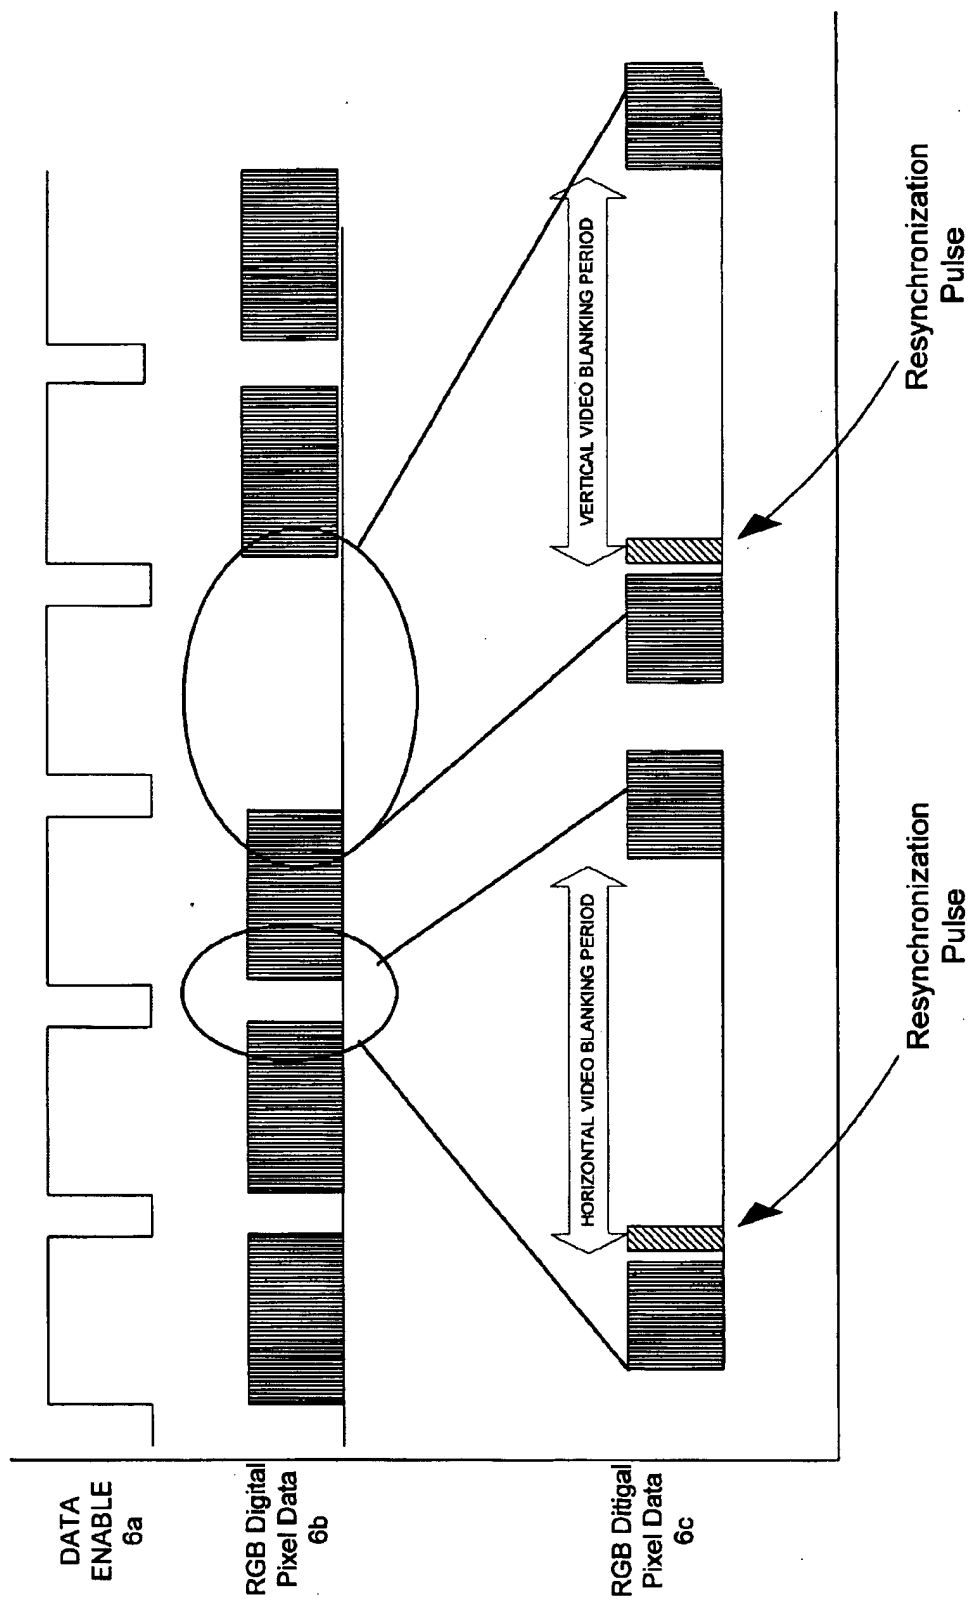 DATA
ENABLE
6a
RGB Digital
Pixel Data
6b
RGB Ditigal
Pixel Data
6c
HORIZONTAL VIDEO BLANKING PERIOD
VERTICAL VIDEO BLANKING PERIOD
Resynchronization
Pulse
Resynchronization
Pulse